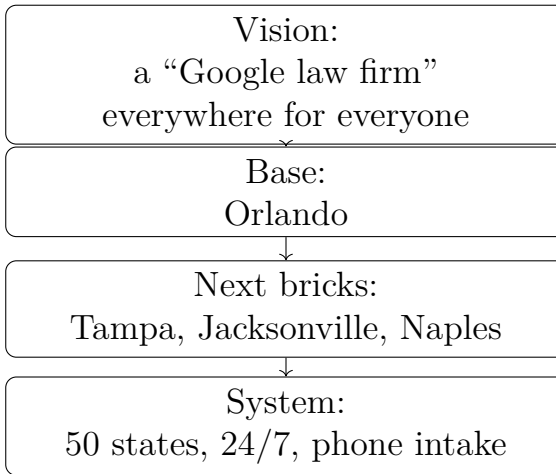 Vision:
a “Google law firm”
everywhere for everyone
Base:
Orlando
Next bricks:
Tampa, Jacksonville, Naples
System:
50 states, 24/7, phone intake